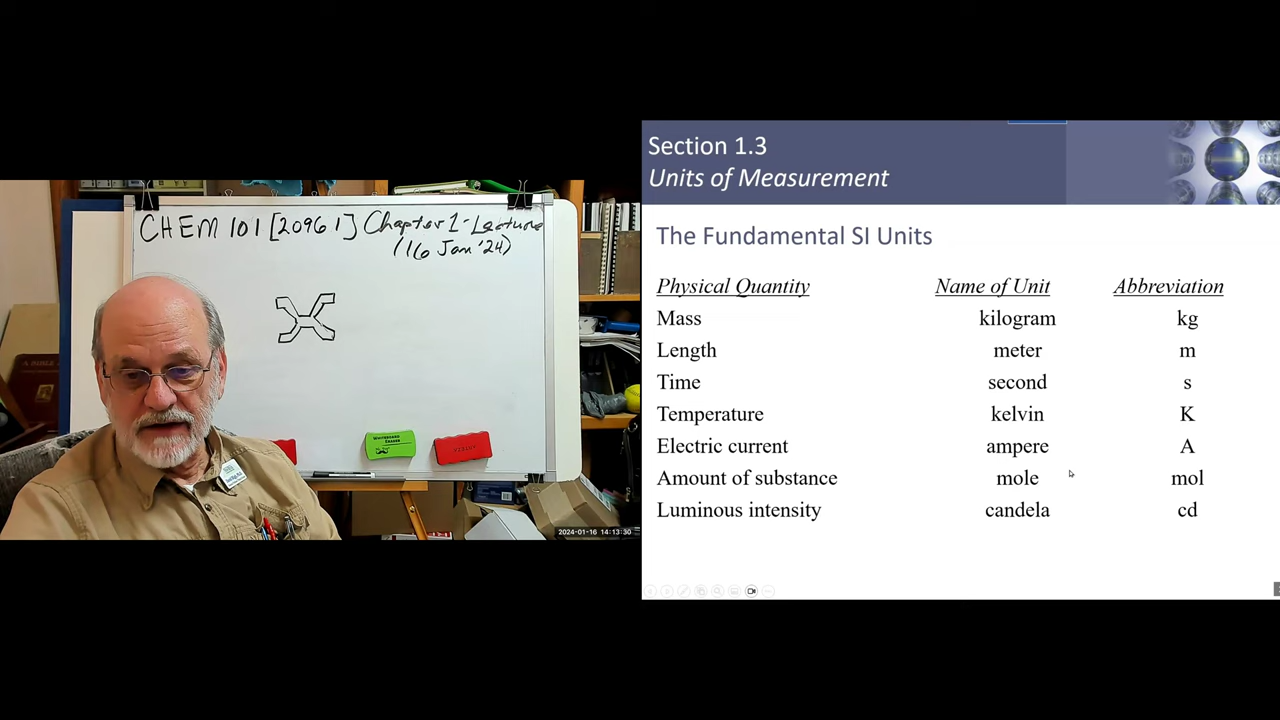 CHEM 101 [20961] Chapter 1-Lecture
(16 Jan '24)
WHITEBOARD
ERASER
2024-01-16 14:13:30
Section 1.3
Units of Measurement
The Fundamental SI Units
Physical Quantity Name of Unit Abbreviation
Mass kilogram kg
Length meter m
Time second s
Temperature kelvin K
Electric current ampere A
Amount of substance mole mol
Luminous intensity candela cd